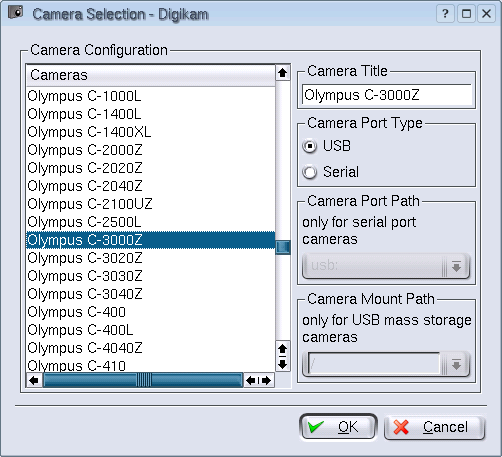 Camera Selection - Digikam
Camera Configuration
Cameras
Olympus C-1000L
Olympus C-1400L
Olympus C-1400XL
Olympus C-2000Z
Olympus C-2020Z
Olympus C-2040Z
Olympus C-2100UZ
Olympus C-2500L
Olympus C-3000Z
Olympus C-3020Z
Olympus C-3030Z
Olympus C-3040Z
Olympus C-400
Olympus C-400L
Olympus C-4040Z
Olympus C-410
Camera Title
Olympus C-3000Z
Camera Port Type
USB
Serial
Camera Port Path
only for serial port
cameras
usb:
Camera Mount Path
only for USB mass storage
cameras
/
OK
Cancel